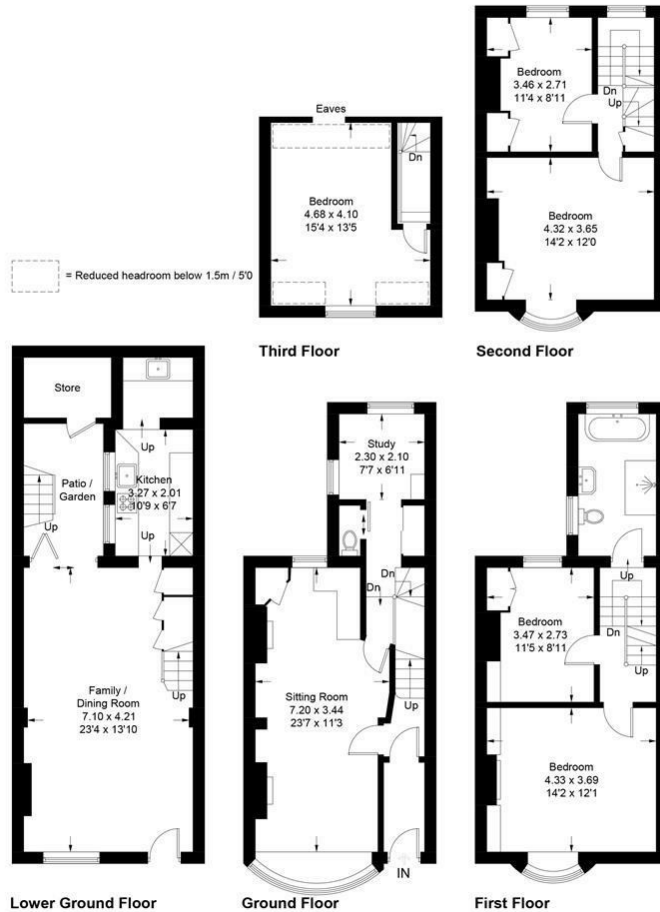 Eaves
Bedroom
4.68 x 4.10
15'4 x 13'5
Dn
= Reduced headroom below 1.5m / 5'0
Third Floor
Bedroom
3.46 x 2.71
11'4 x 8'11
Dn
Up
Bedroom
4.32 x 3.65
14'2 x 12'0
Second Floor
Store
Up
Patio /
Garden
Kitchen
3.27 x 2.01
10'9 x 6'7
Up
Up
Family /
Dining Room
7.10 x 4.21
23'4 x 13'10
Up
Lower Ground Floor
Study
2.30 x 2.10
7'7 x 6'11
Dn
Dn
Sitting Room
7.20 x 3.44
23'7 x 11'3
Up
IN
Ground Floor
Up
Bedroom
3.47 x 2.73
11'5 x 8'11
Dn
Up
Bedroom
4.33 x 3.69
14'2 x 12'1
First Floor